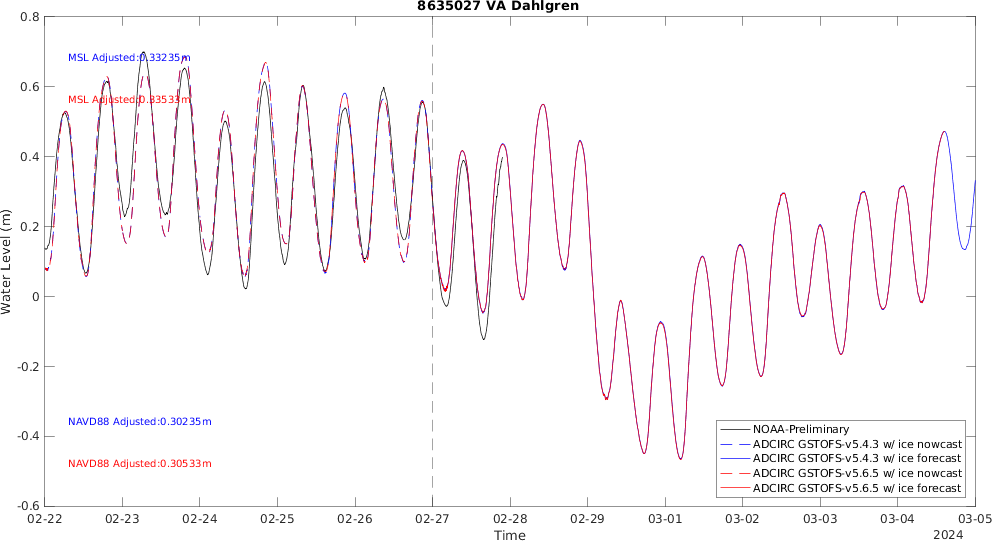 8635027 VA Dahlgren
0.8
0.6
0.4
0.2
0
-0.2
-0.4
-0.6
Water Level (m)
MSL Adjusted:0.33235m
MSL Adjusted:0.33533m
NAVD88 Adjusted:0.30235m
NAVD88 Adjusted:0.30533m
NOAA-Preliminary
ADCIRC GSTOFS-v5.4.3 w/ ice nowcast
ADCIRC GSTOFS-v5.4.3 w/ ice forecast
ADCIRC GSTOFS-v5.6.5 w/ ice nowcast
ADCIRC GSTOFS-v5.6.5 w/ ice forecast
02-22 02-23 02-24 02-25 02-26 02-27 02-28 02-29 03-01 03-02 03-03 03-04 03-05
Time
2024